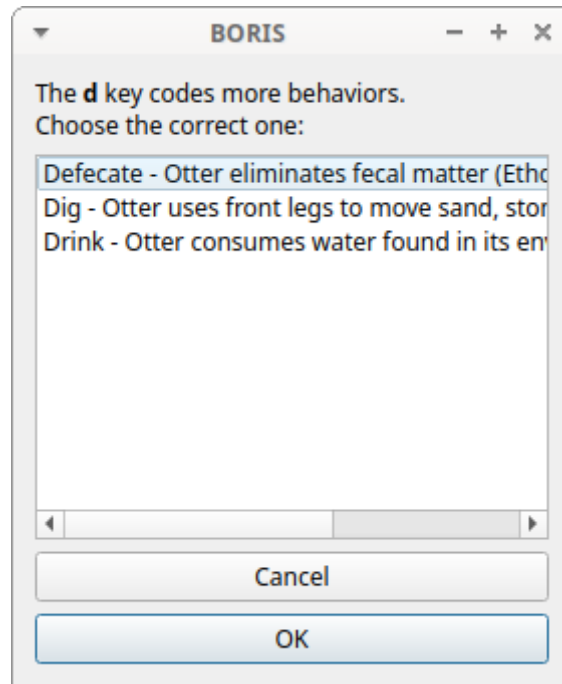 BORIS
The d key codes more behaviors.
Choose the correct one:
Defecate - Otter eliminates fecal matter (Etho
Dig - Otter uses front legs to move sand, stor
Drink - Otter consumes water found in its env
Cancel
OK